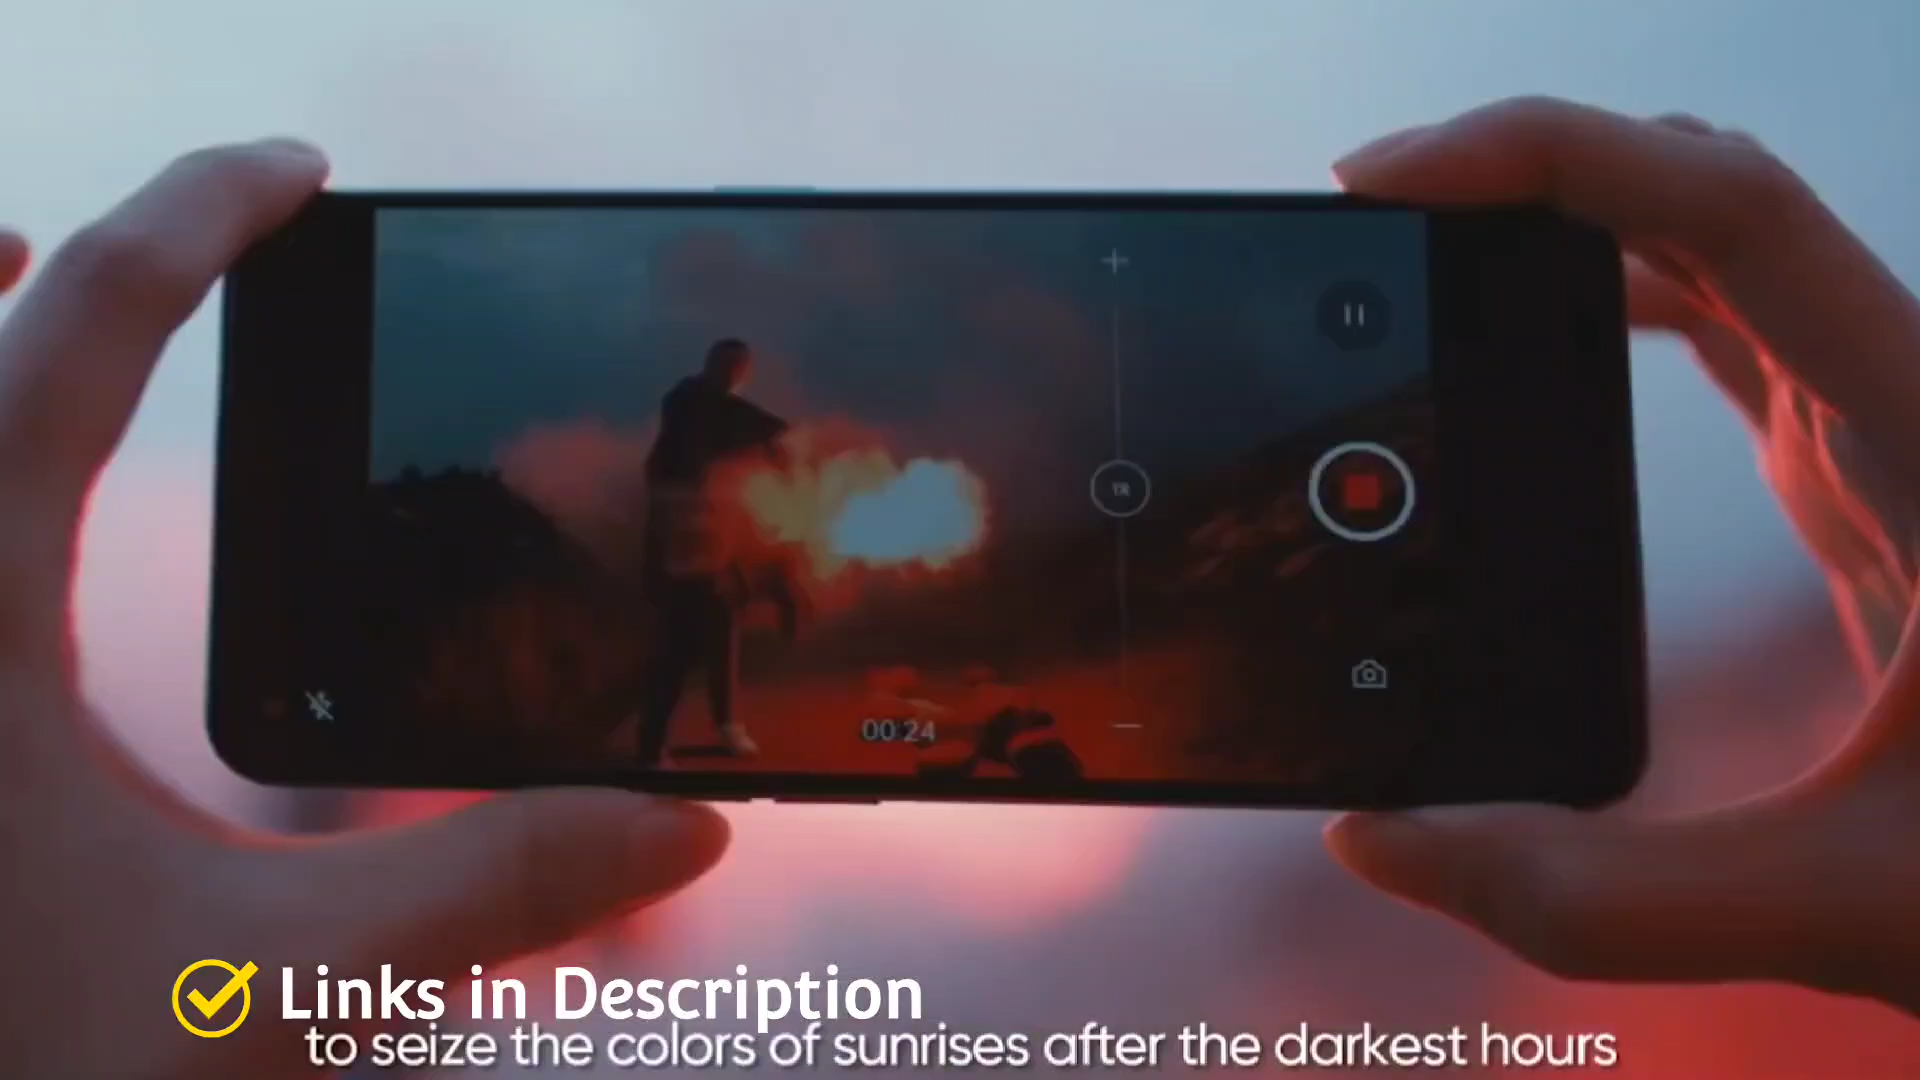 00:24
Links in Description
to seize the colors of sunrises after the darkest hours